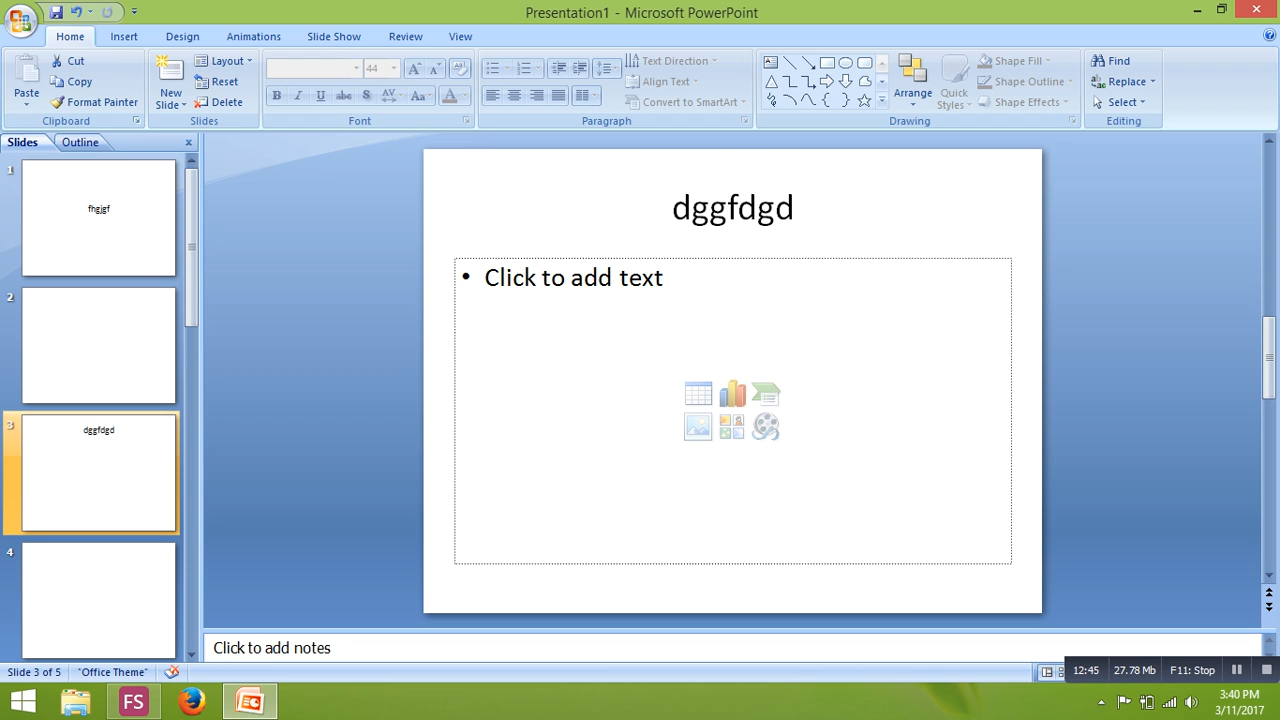 Presentation1 - Microsoft PowerPoint
Home Insert Design Animations Slide Show Review View
Cut Layout 44 Text Direction Shape Fill Find
Copy Reset Align Text Shape Outline Replace
Paste Format Painter New Slide Delete B I U abc S AV Aa A Convert to SmartArt Arrange Quick Styles Shape Effects Select
Clipboard Slides Font Paragraph Drawing Editing
Slides Outline
1
fhgjgf
2
3
dggfdgd
4
dggfdgd
• Click to add text
Click to add notes
Slide 3 of 5 "Office Theme" 12:45 27.78 Mb F11: Stop
FS 3:40 PM
3/11/2017